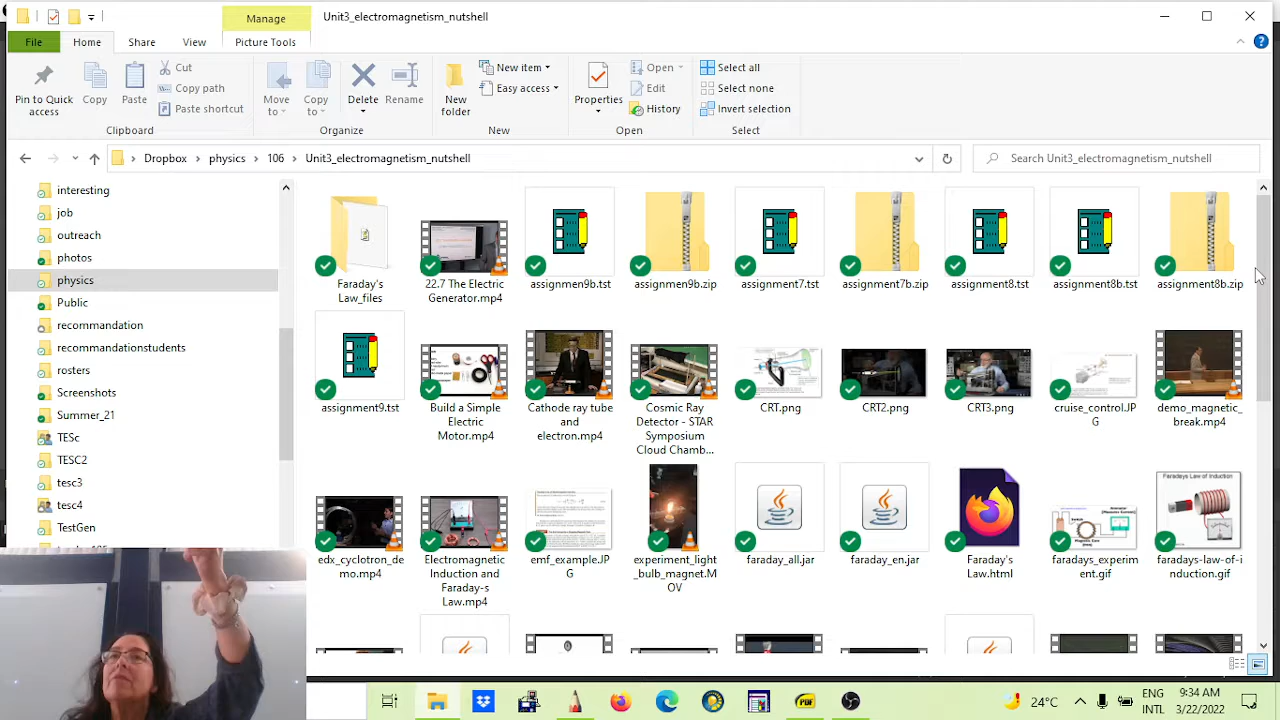 Manage
Unit3_electromagnetism_nutshell
File
Home
Share
View
Picture Tools
Pin to Quick
access
Copy
Paste
Cut
Copy path
Paste shortcut
Clipboard
Move
to
Copy
to
Delete
Rename
Organize
New
folder
New item
Easy access
New
Properties
Open
Edit
History
Open
Select all
Select none
Invert selection
Select
Dropbox > physics > 106 > Unit3_electromagnetism_nutshell
Search Unit3_electromagnetism_nutshell
interesting
job
outreach
photos
physics
Public
recommandation
recommandationstudents
rosters
Screenshots
Summer_21
TESc
TESC2
tesc3
tesc4
TestGen
Faraday's
Law_files
22.7 The Electric
Generator.mp4
assignmen9b.tst
assignmen9b.zip
assignment7.tst
assignment7b.zip
assignment8.tst
assignment8b.tst
assignment8b.zip
assignment9.tst
Build a Simple
Electric
Motor.mp4
Cathode ray tube
and
electron.mp4
Cosmic Ray
Detector - STAR
Symposium
Cloud Chamb...
CRT.png
CRT2.png
CRT3.png
cruise_control.JP
G
demo_magnetic_
break.mp4
edx_cyclotron_de
mo.mp4
Electromagnetic
Induction and
Faraday-s
Law.mp4
emf_example.JP
G
experiment_light
_bulb_magnet.M
OV
faraday_all.jar
faraday_en.jar
Faraday's
Law.html
faradays_experim
ent.gif
Faradays Law of Induction
faradays-law-of-i
nduction.gif
PDF
24°C
ENG
INTL
9:34 AM
3/22/2022